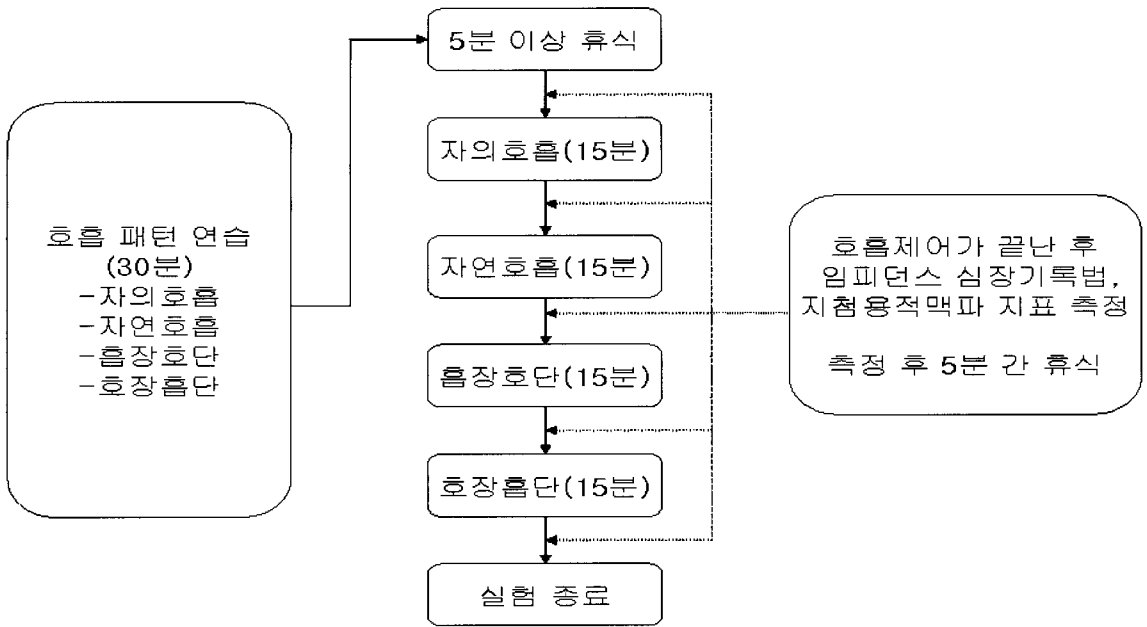 5분 이상 휴식
호흡 패턴 연습
(30분)
-자의호흡
-자연호흡
-흡장호단
-호장흡단
자의호흡(15분)
자연호흡(15분)
흡장호단(15분)
호장흡단(15분)
실험 종료
호흡제어가 끝난 후
임피던스 심장기록법,
지첨용적맥파 지표 측정
측정 후 5분 간 휴식